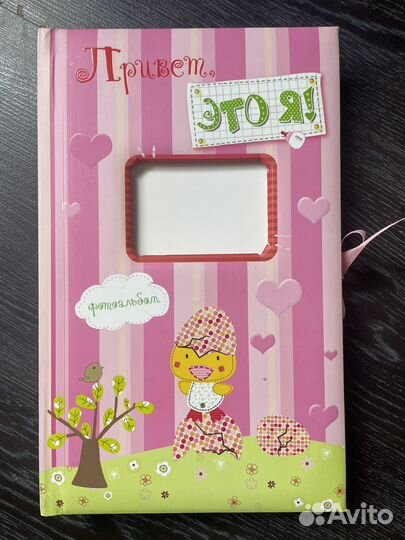 Привет,
ЭТО Я!
фотоальбом
Avito